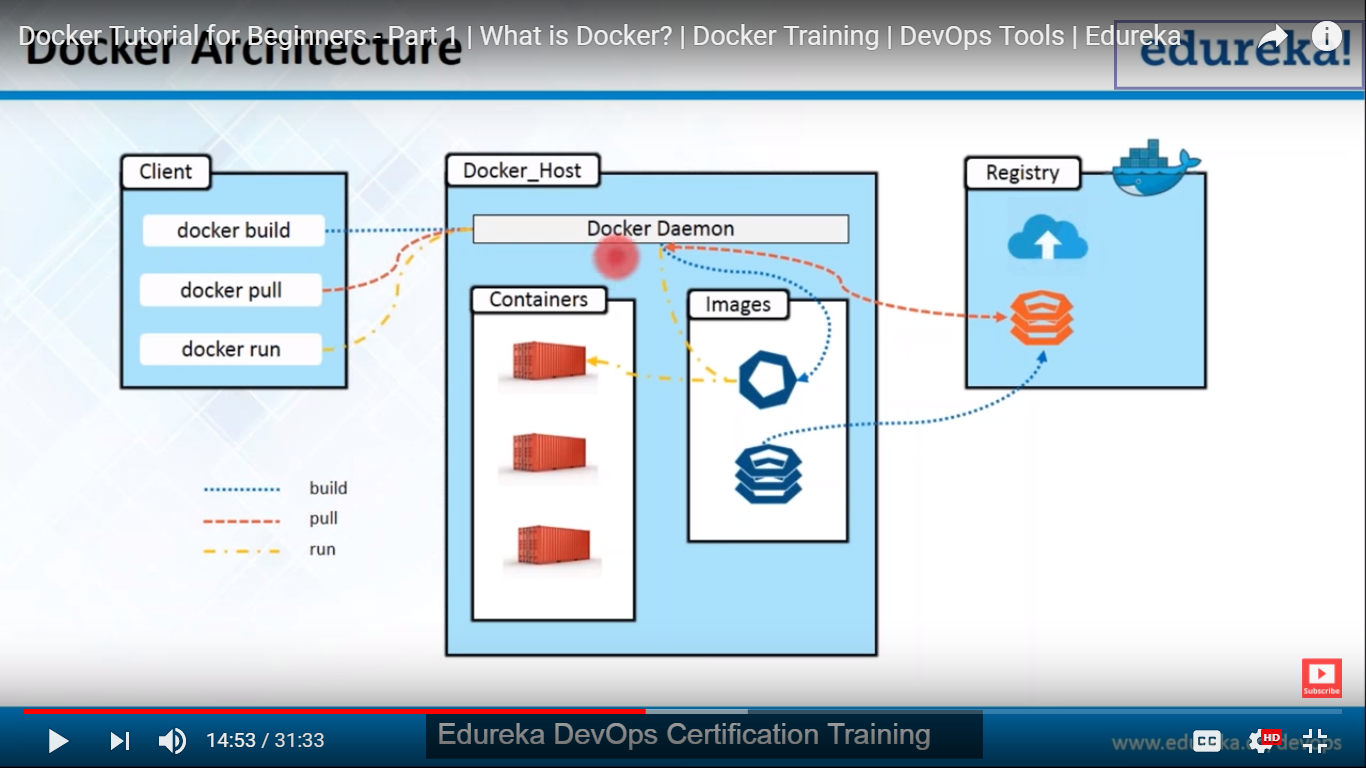 Docker Tutorial for Beginners - Part 1 | What is Docker? | Docker Training | DevOps Tools | Edureka
Docker Architecture
edureka!
Client
docker build
docker pull
docker run
Docker_Host
Docker Daemon
Containers
Images
Registry
build
pull
run
Subscribe
14:53 / 31:33
Edureka DevOps Certification Training
CC
HD